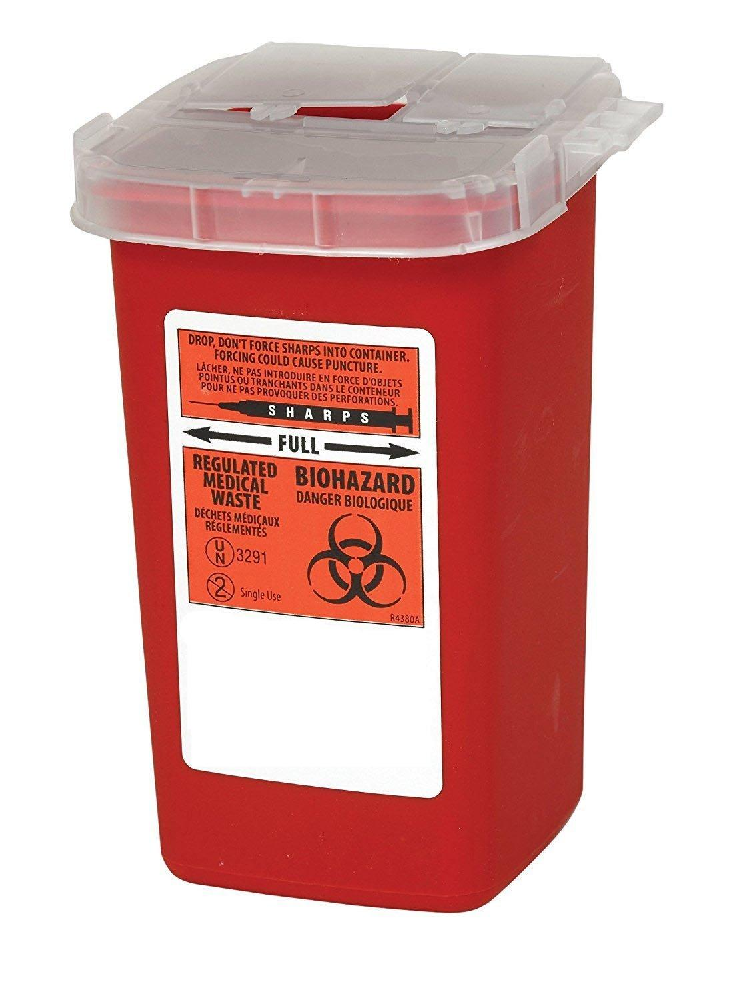 DROP, DON'T FORCE SHARPS INTO CONTAINER.
FORCING COULD CAUSE PUNCTURE.
LÂCHER, NE PAS INTRODUIRE EN FORCE D'OBJETS
POINTUS OU TRANCHANTS DANS LE CONTENEUR
POUR NE PAS PROVOQUER DES PERFORATIONS.
SHARPS
FULL
REGULATED
MEDICAL
WASTE
DÉCHETS MÉDICAUX
RÉGLEMENTÉS
UN 3291
2 Single Use
BIOHAZARD
DANGER BIOLOGIQUE
R4380A